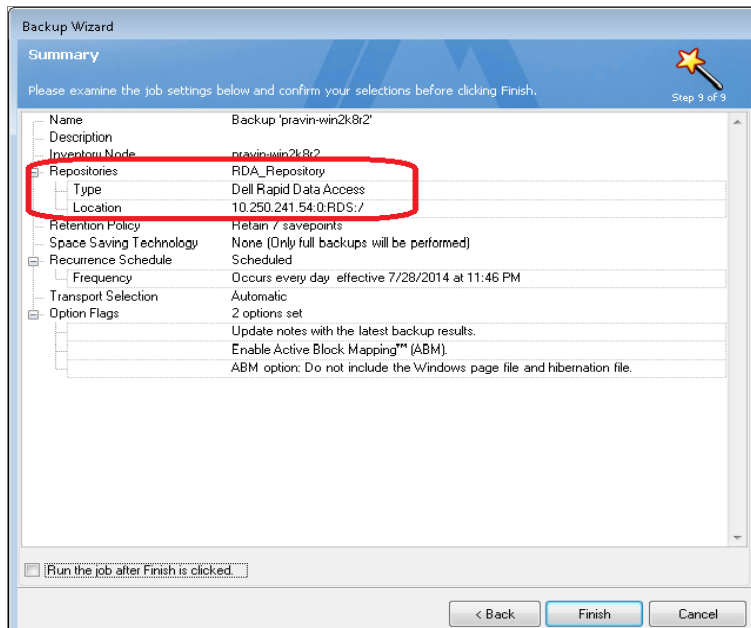 Backup Wizard
Summary
Please examine the job settings below and confirm your selections before clicking Finish.
Step 9 of 9
Name Backup 'pravin-win2k8r2'
Description
Inventory Node pravin-win2k8r2
Repositories RDA_Repository
Type Dell Rapid Data Access
Location 10.250.241.54:0:RDS:/
Retention Policy Retain 7 savepoints
Space Saving Technology None (Only full backups will be performed)
Recurrence Schedule Scheduled
Frequency Occurs every day effective 7/28/2014 at 11:46 PM
Transport Selection Automatic
Option Flags 2 options set
Update notes with the latest backup results.
Enable Active Block Mapping™ (ABM).
ABM option: Do not include the Windows page file and hibernation file.
Run the job after Finish is clicked.
< Back Finish Cancel